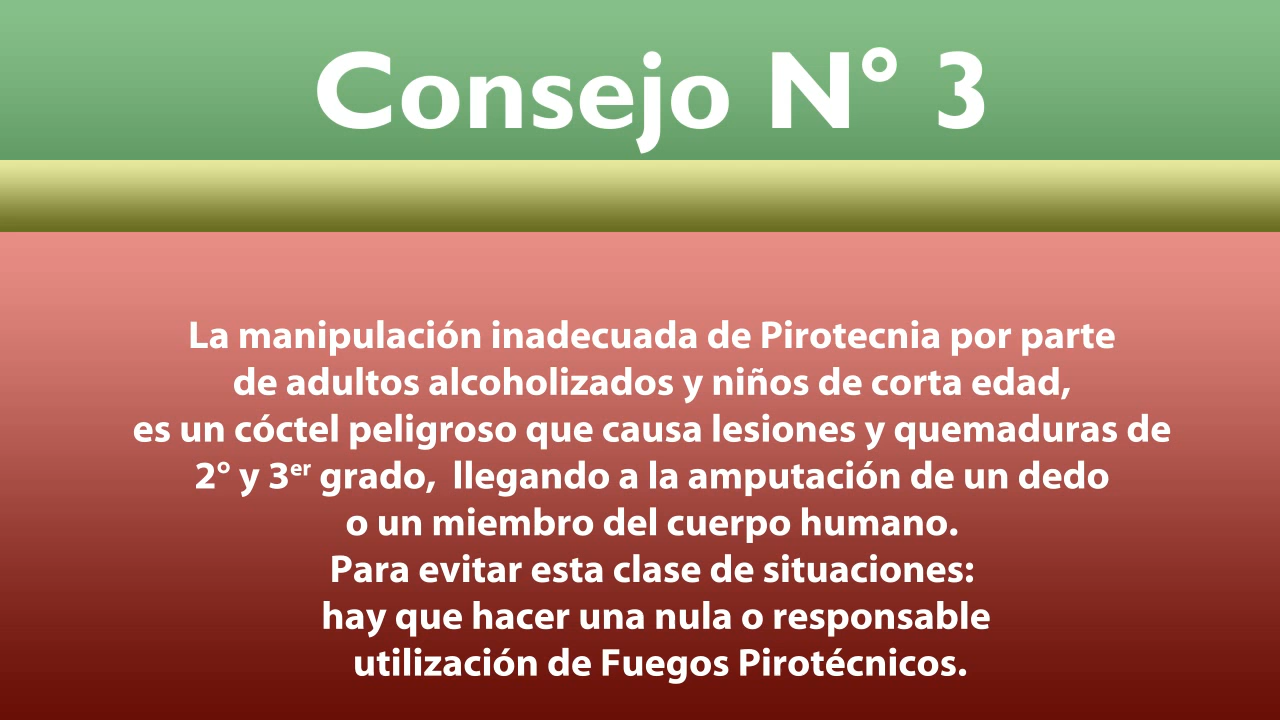 Consejo N° 3
La manipulación inadecuada de Pirotecnia por parte
de adultos alcoholizados y niños de corta edad,
es un cóctel peligroso que causa lesiones y quemaduras de
2° y 3er grado, llegando a la amputación de un dedo
o un miembro del cuerpo humano.
Para evitar esta clase de situaciones:
hay que hacer una nula o responsable
utilización de Fuegos Pirotécnicos.